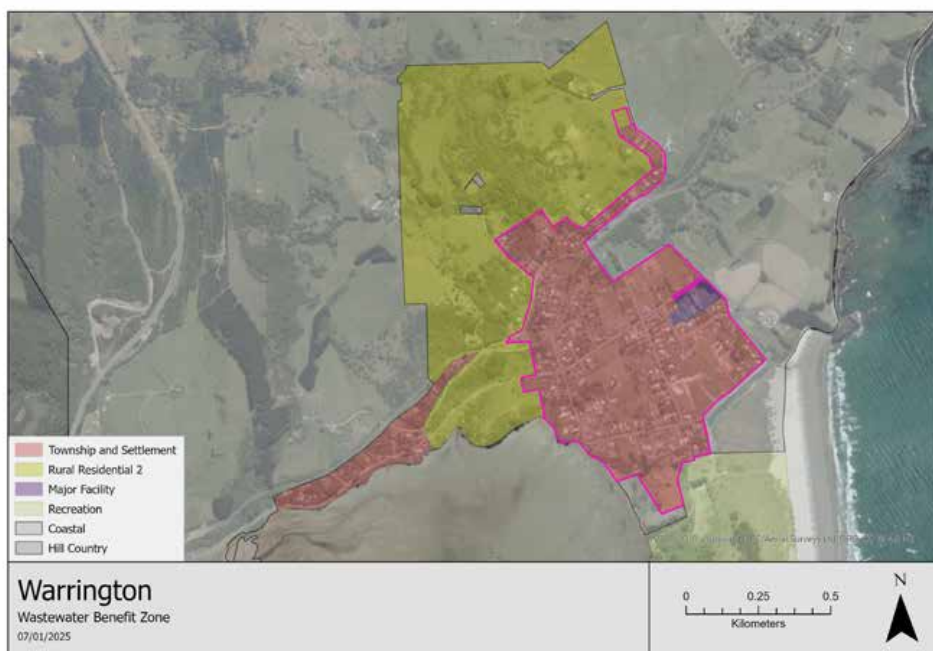 Township and Settlement
Rural Residential 2
Major Facility
Recreation
Coastal
Hill Country
Warrington
Wastewater Benefit Zone
07/01/2025
0 0.25 0.5
Kilometers
N